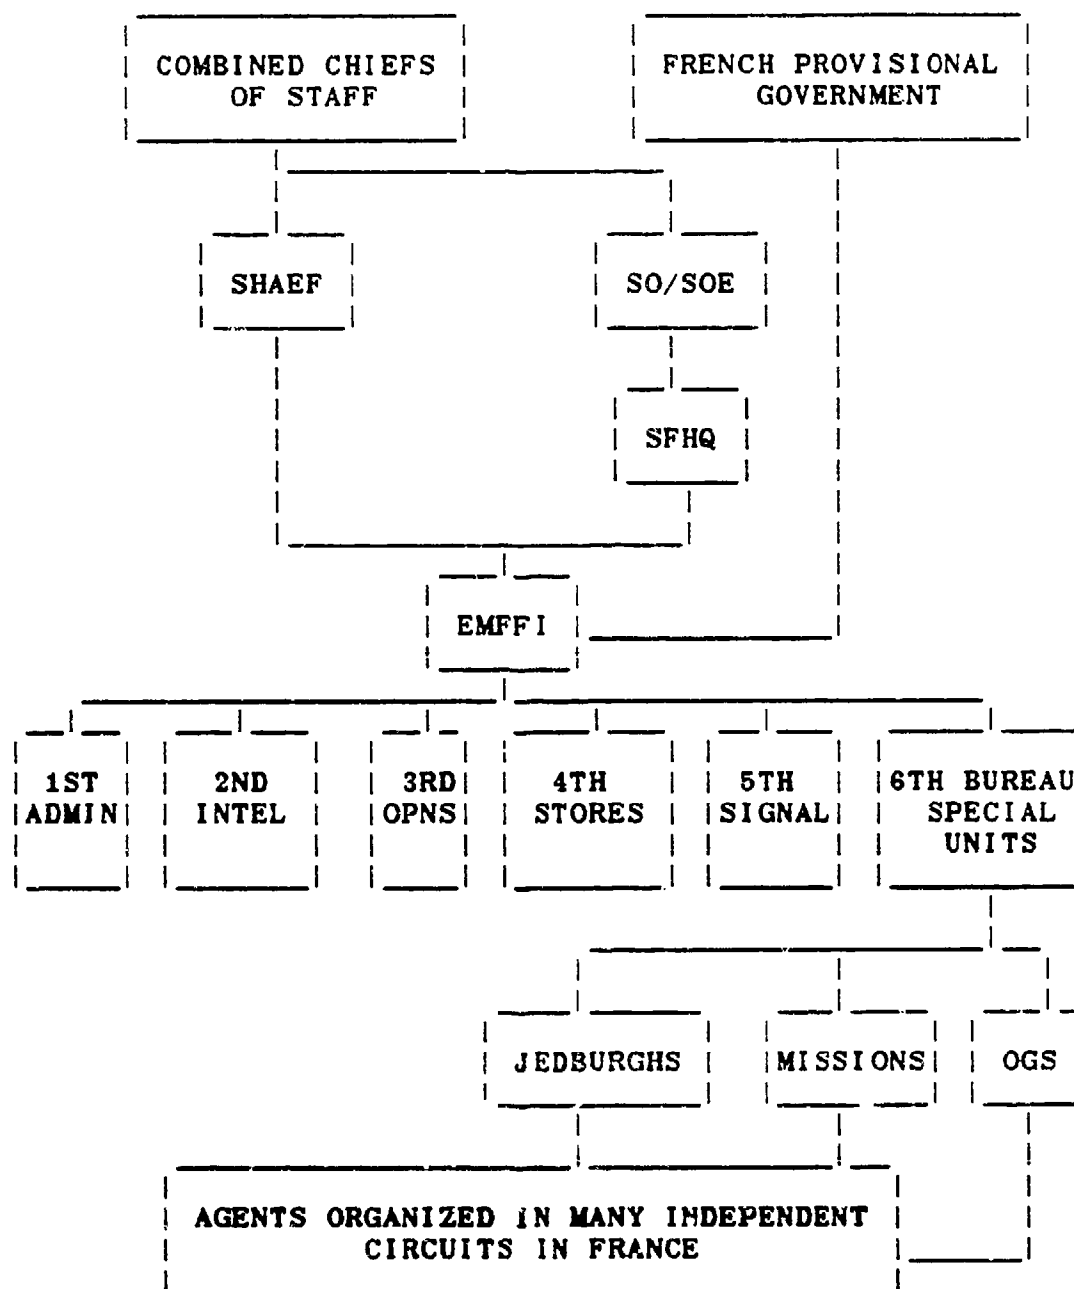 COMBINED CHIEFS
OF STAFF
FRENCH PROVISIONAL
GOVERNMENT
SHAEF
SO/SOE
SFHQ
EMFFI
1ST
ADMIN
2ND
INTEL
3RD
OPNS
4TH
STORES
5TH
SIGNAL
6TH BUREAU
SPECIAL
UNITS
JEDBURGHS
MISSIONS
OGS
AGENTS ORGANIZED IN MANY INDEPENDENT
CIRCUITS IN FRANCE